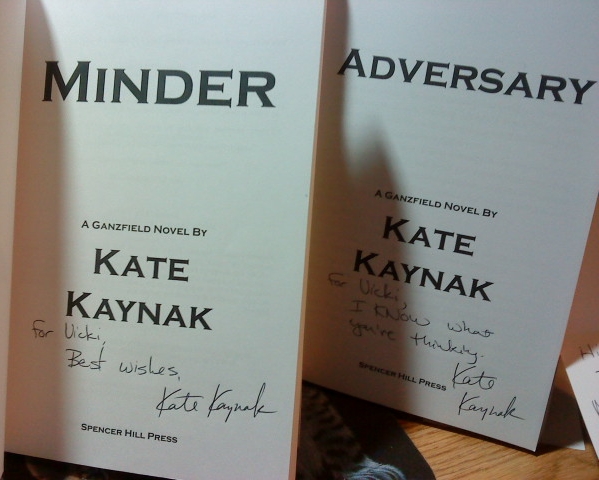 MINDER
A GANZFIELD NOVEL BY
KATE
KAYNAK
For Vicki,
Best wishes,
Kate Kaynak
SPENCER HILL PRESS
ADVERSARY
A GANZFIELD NOVEL BY
KATE
KAYNAK
For Vicki,
I KNow what
you're thinking.
SPENCER HILL PRESS
Kate
Kaynak